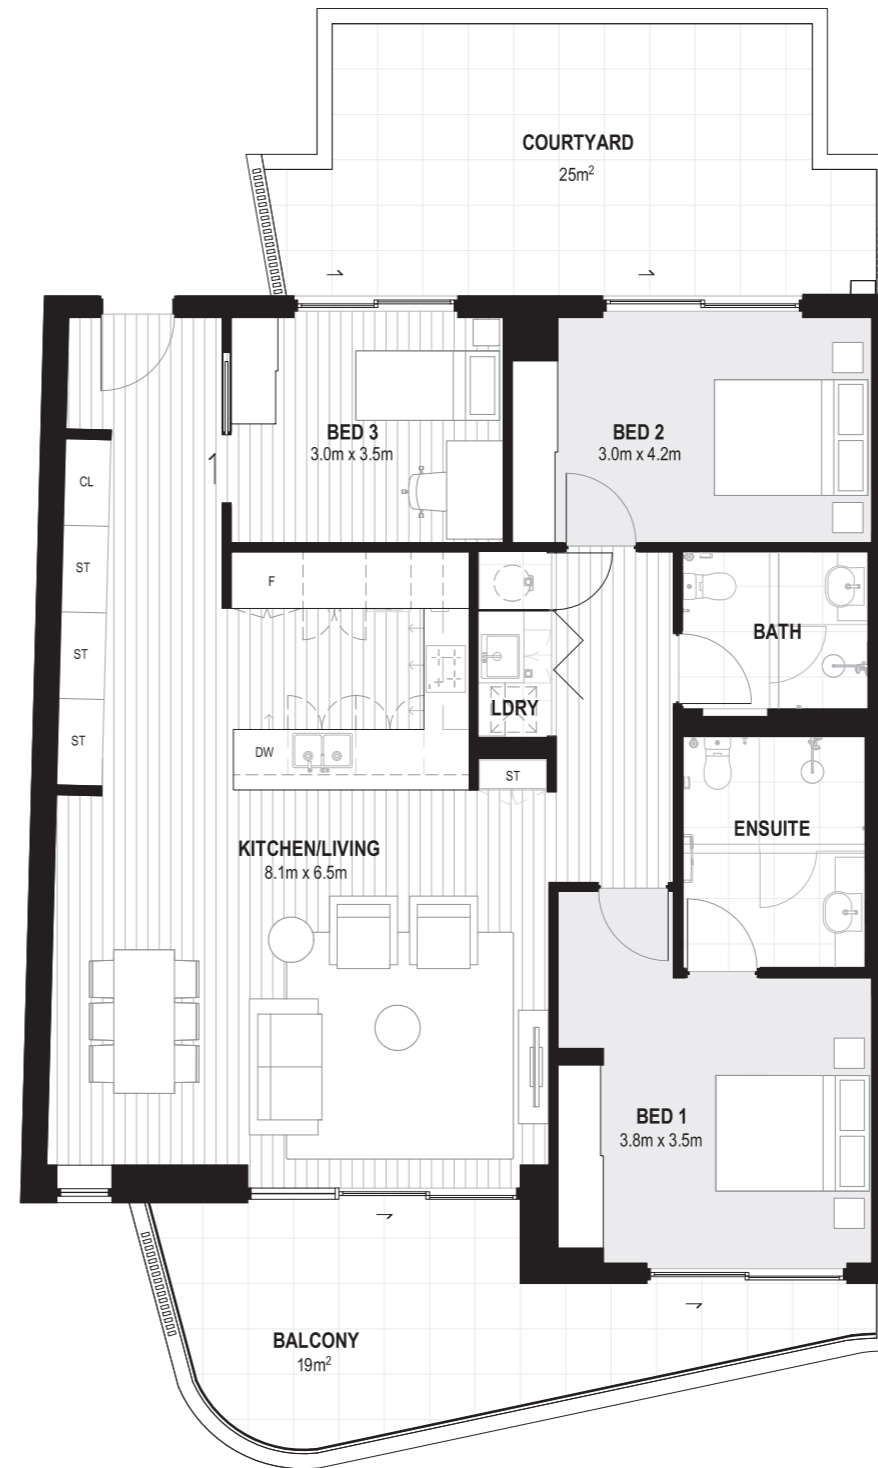 COURTYARD
25m²
BED 3
3.0m x 3.5m
BED 2
3.0m x 4.2m
CL
ST
ST
ST
F
DW
LDRY
ST
BATH
ENSUITE
KITCHEN/LIVING
8.1m x 6.5m
BED 1
3.8m x 3.5m
BALCONY
19m²